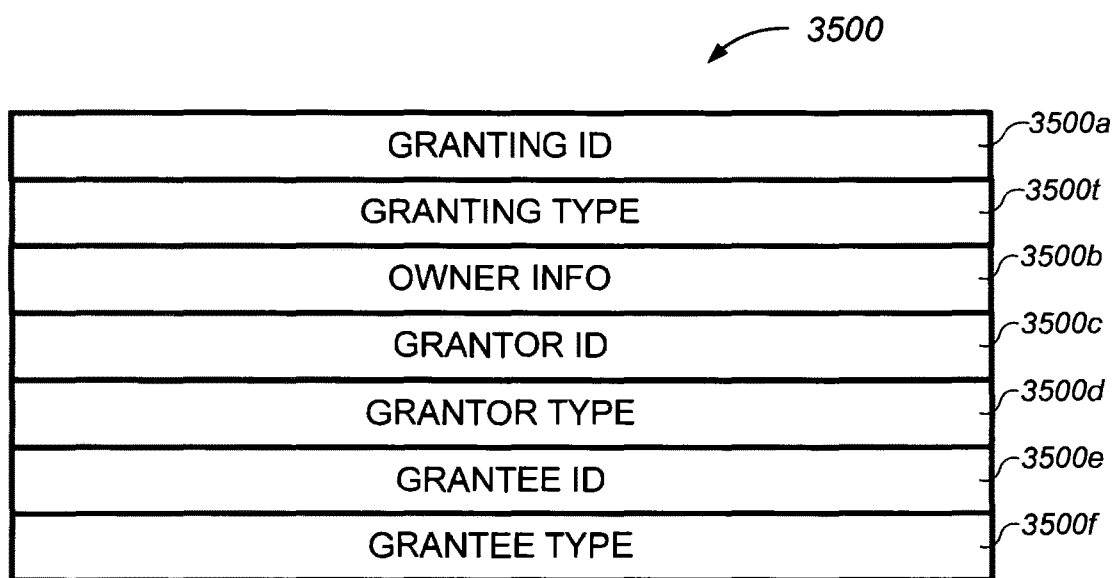 3500
GRANTING ID 3500a
GRANTING TYPE 3500t
OWNER INFO 3500b
GRANTOR ID 3500c
GRANTOR TYPE 3500d
GRANTEE ID 3500e
GRANTEE TYPE 3500f